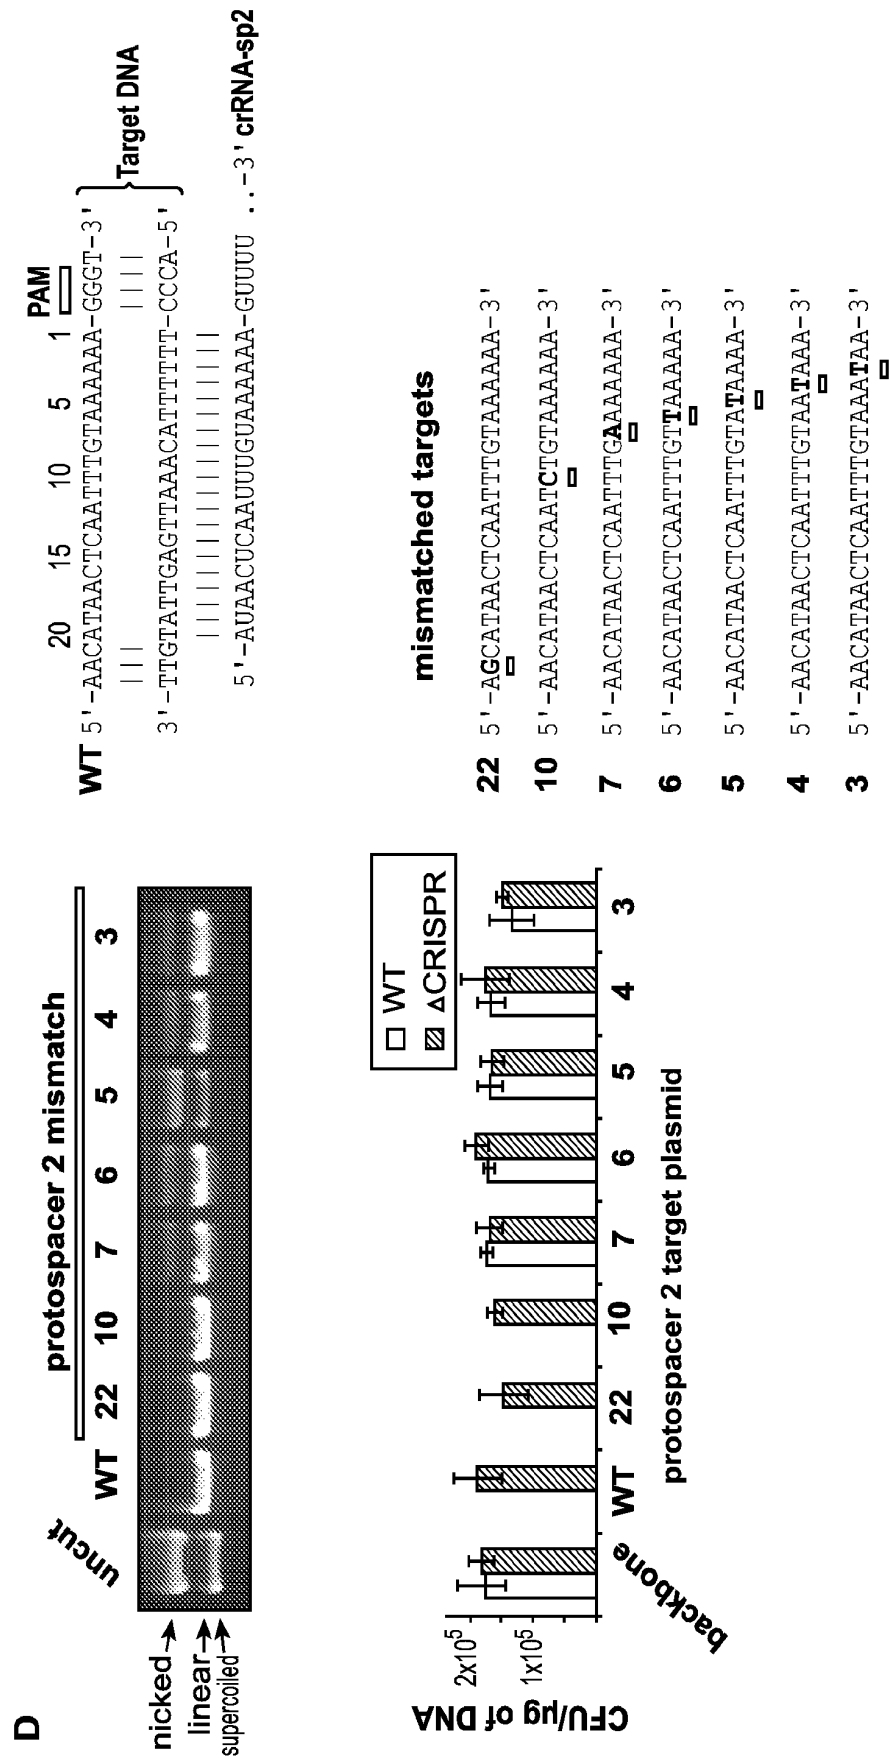 D
protospacer 2 mismatch
uncut WT 22 10 7 6 5 4 3
nicked
linear
supercoiled
PAM
20 15 10 5 1
WT 5'-AACATAACTCAATTTGTAAAAAA-GGGT-3'
Target DNA
3'-TTGTATTGAGTTAAACATTTTTT-CCCA-5'
5'-AUAACUCAAUUUGUAAAAAA-GUUUU ..-3' crRNA-sp2
WT
ΔCRISPR
CFU/µg of DNA
2x10⁵
1x10⁵
backbone WT 22 10 7 6 5 4 3
protospacer 2 target plasmid
mismatched targets
22 5'-AGCATAACTCAATTTGTAAAAAA-3'
10 5'-AACATAACTCAATCTGTAAAAAA-3'
7 5'-AACATAACTCAATTTGAAAAAAA-3'
6 5'-AACATAACTCAATTTGTTAAAAA-3'
5 5'-AACATAACTCAATTTGTATAAAA-3'
4 5'-AACATAACTCAATTTGTAATAAA-3'
3 5'-AACATAACTCAATTTGTAAATAA-3'